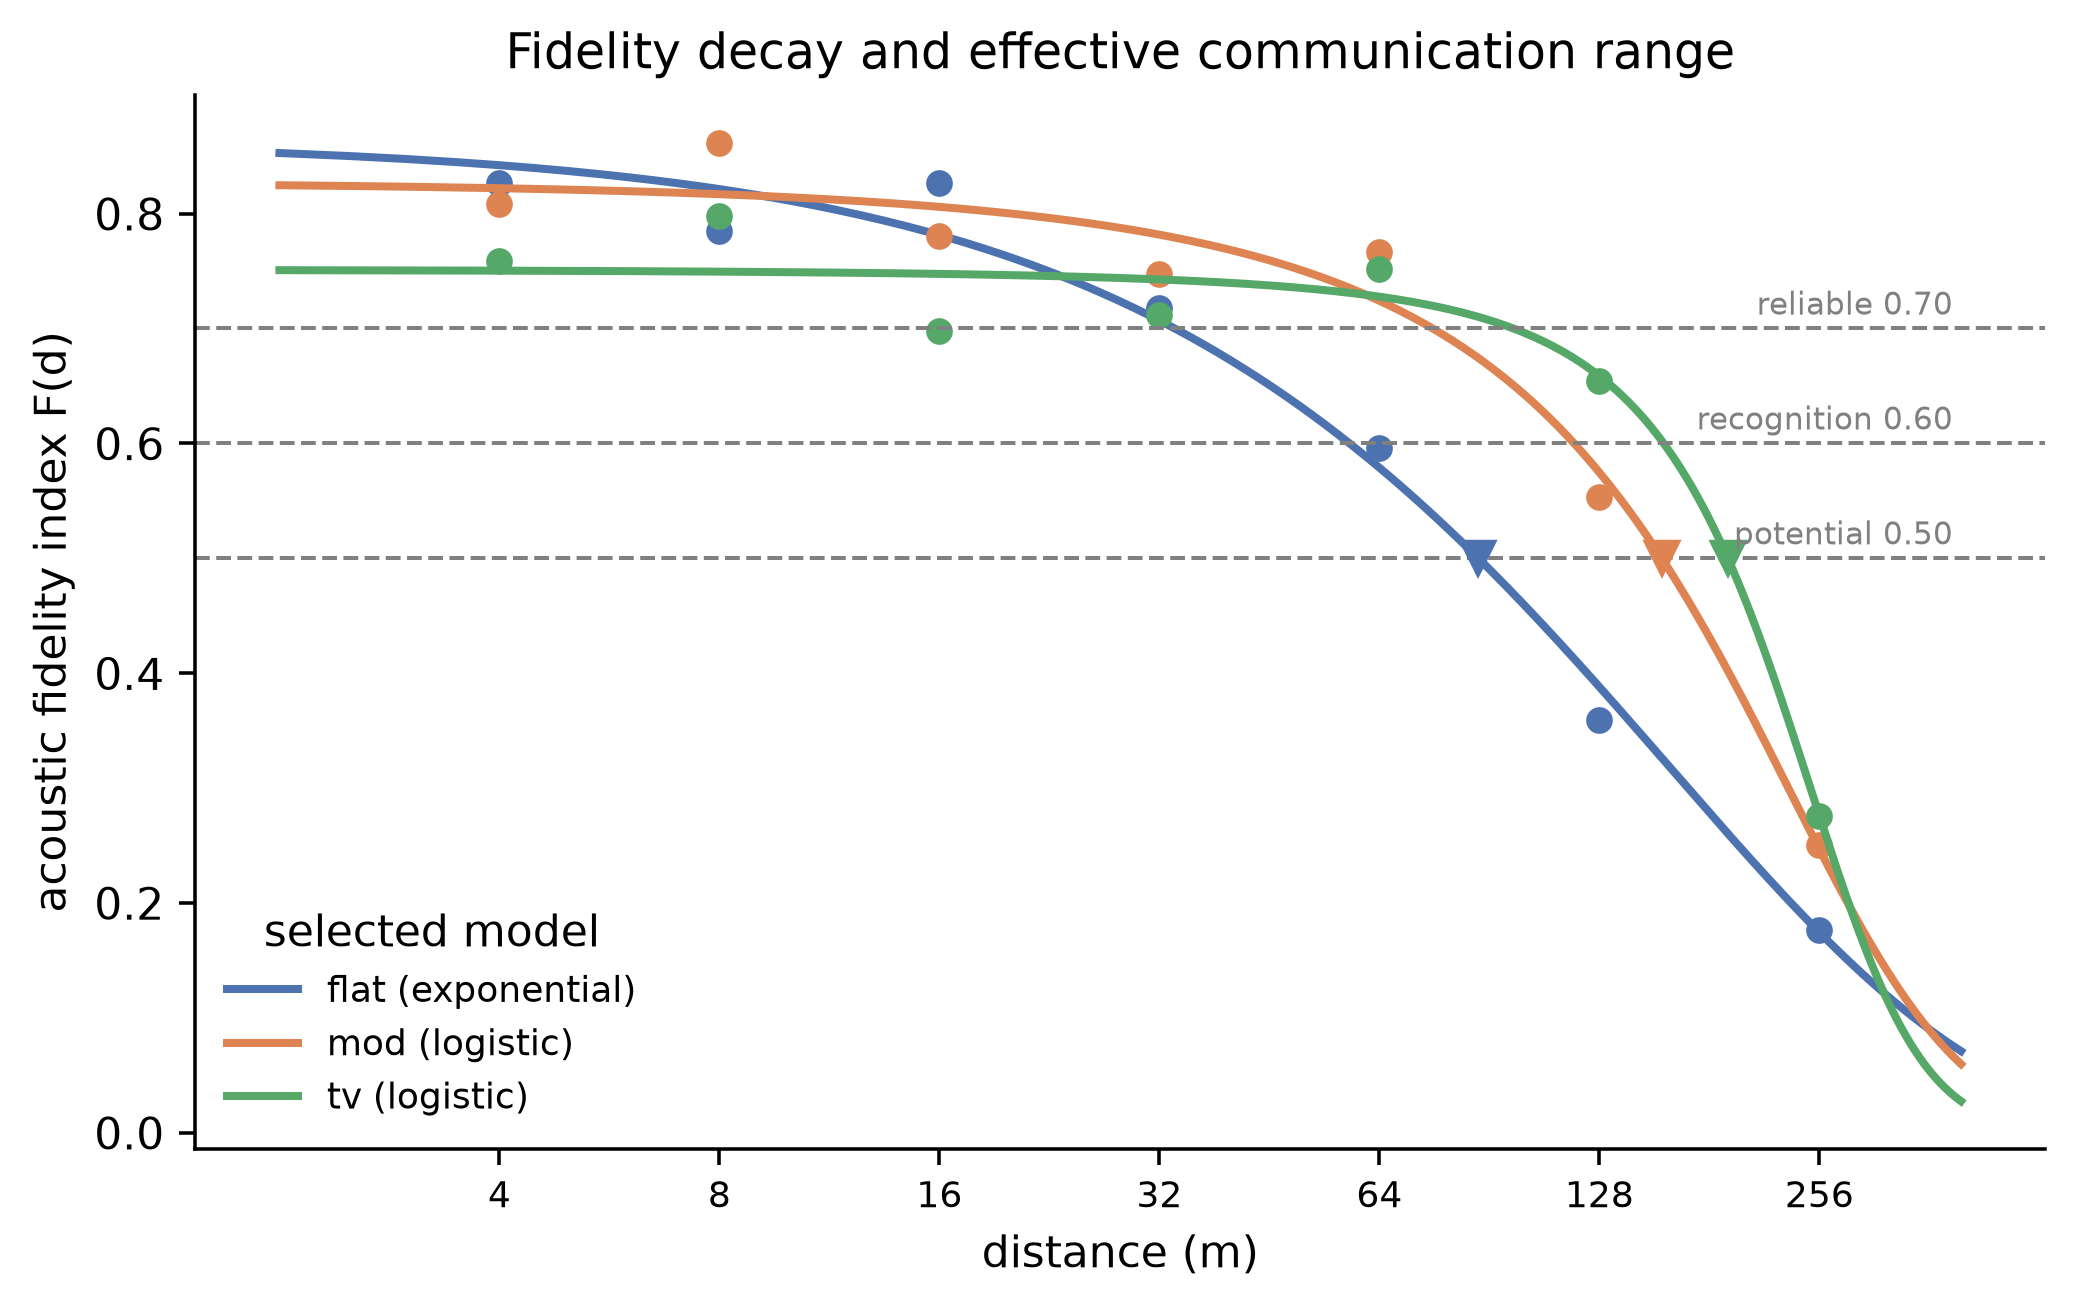 Fidelity decay and effective communication range
acoustic fidelity index F(d)
0.8
0.6
0.4
0.2
0.0
reliable 0.70
recognition 0.60
potential 0.50
selected model
flat (exponential)
mod (logistic)
tv (logistic)
4 8 16 32 64 128 256
distance (m)